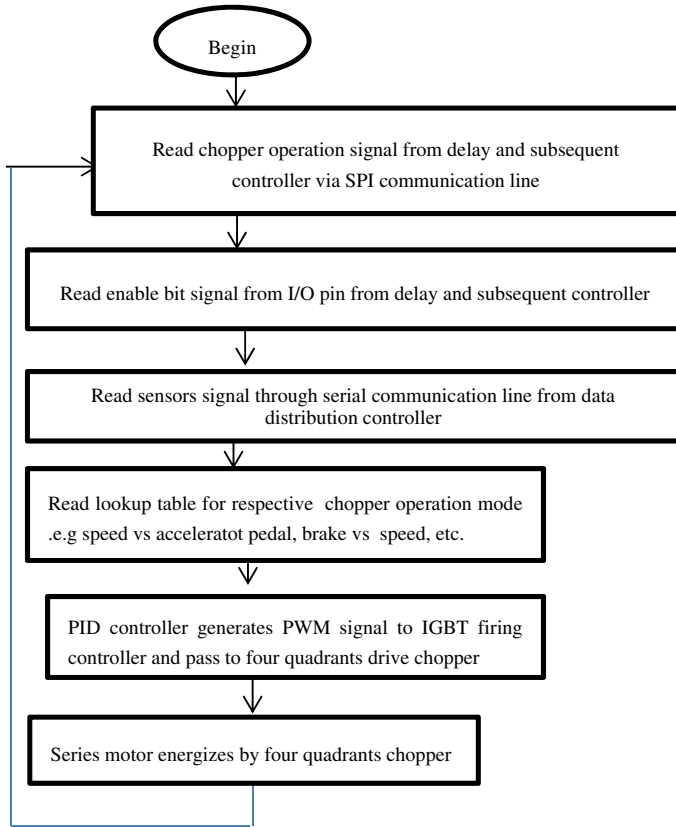 Begin
Read chopper operation signal from delay and subsequent
controller via SPI communication line
Read enable bit signal from I/O pin from delay and subsequent controller
Read sensors signal through serial communication line from data
distribution controller
Read lookup table for respective chopper operation mode
.e.g speed vs acceleratot pedal, brake vs speed, etc.
PID controller generates PWM signal to IGBT firing
controller and pass to four quadrants drive chopper
Series motor energizes by four quadrants chopper